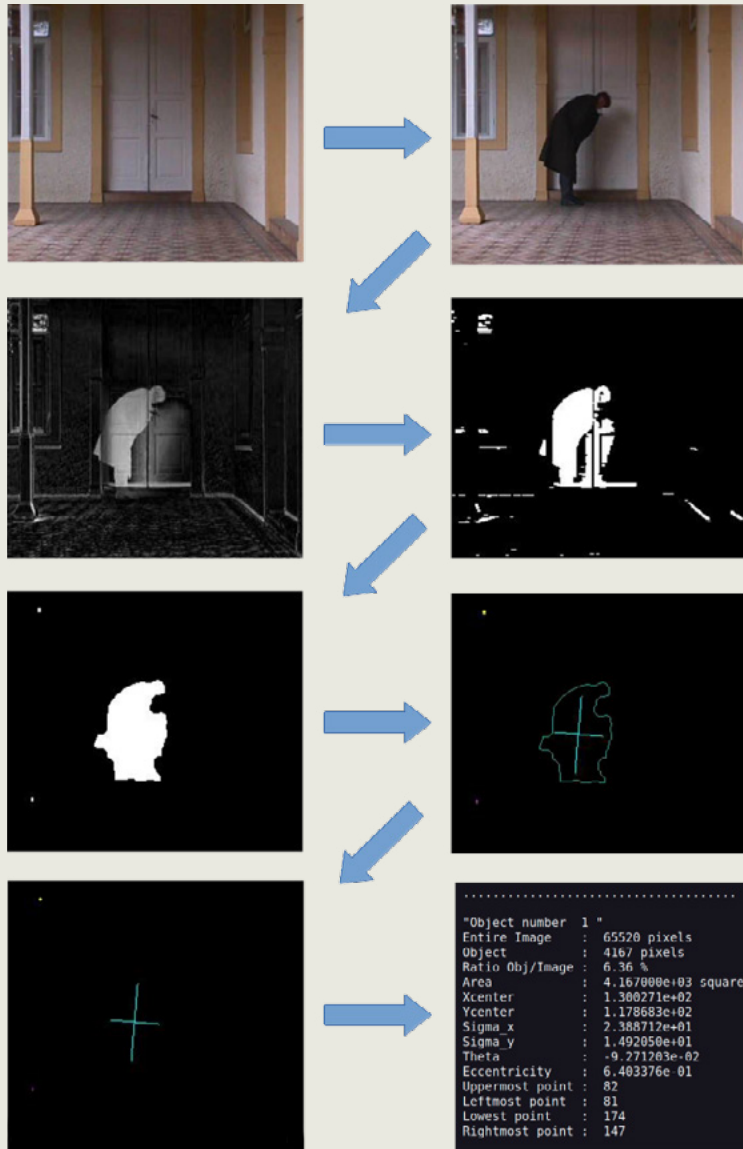 .....................................
"Object number  1 "
Entire Image    :  65520 pixels
Object          :  4167 pixels
Ratio Obj/Image :  6.36 %
Area            :  4.167000e+03 square
Xcenter         :  1.300271e+02
Ycenter         :  1.178683e+02
Sigma_x         :  2.388712e+01
Sigma_y         :  1.492050e+01
Theta           :  -9.271203e-02
Eccentricity    :  6.403376e-01
Uppermost point :  82
Leftmost point  :  81
Lowest point    :  174
Rightmost point :  147